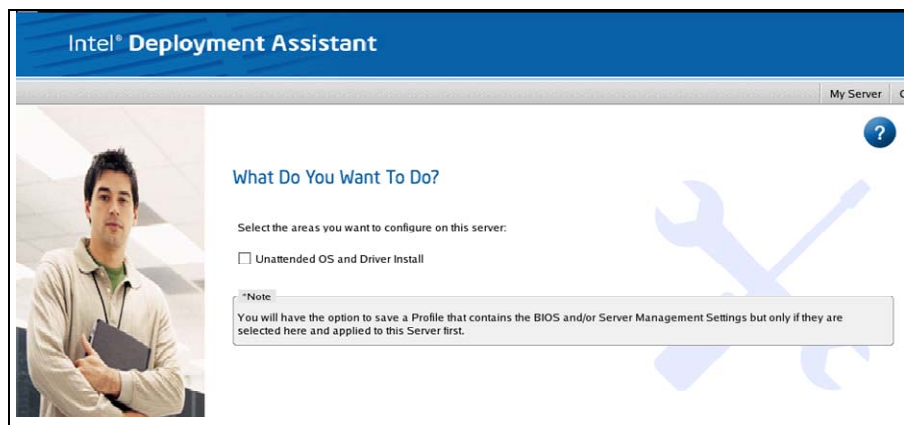 Intel® Deployment Assistant
My Server
What Do You Want To Do?
Select the areas you want to configure on this server:
Unattended OS and Driver Install
*Note
You will have the option to save a Profile that contains the BIOS and/or Server Management Settings but only if they are
selected here and applied to this Server first.
?